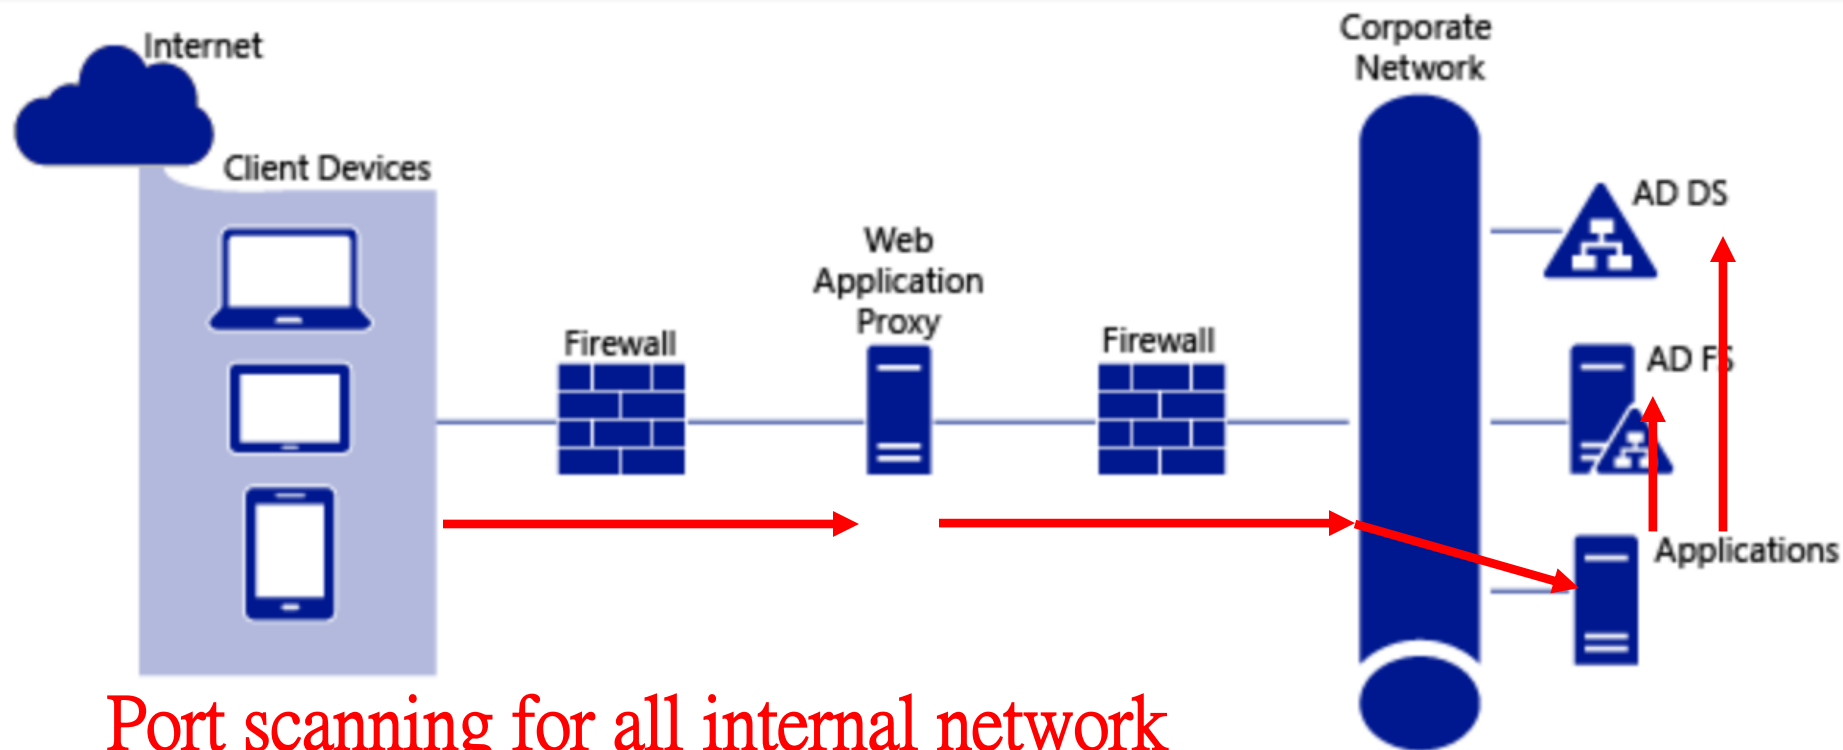 Internet
Client Devices
Firewall
Web
Application
Proxy
Firewall
Corporate
Network
AD DS
AD FS
Applications
Port scanning for all internal network